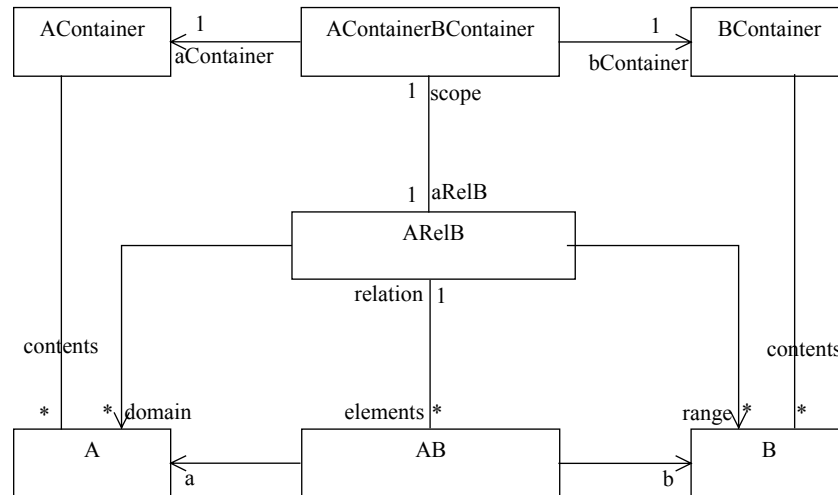 AContainer
1
aContainer
AContainerBContainer
1
bContainer
BContainer
1
scope
1
aRelB
ARelB
relation
1
contents
contents
*
*
domain
elements
*
range
*
*
A
a
AB
b
B